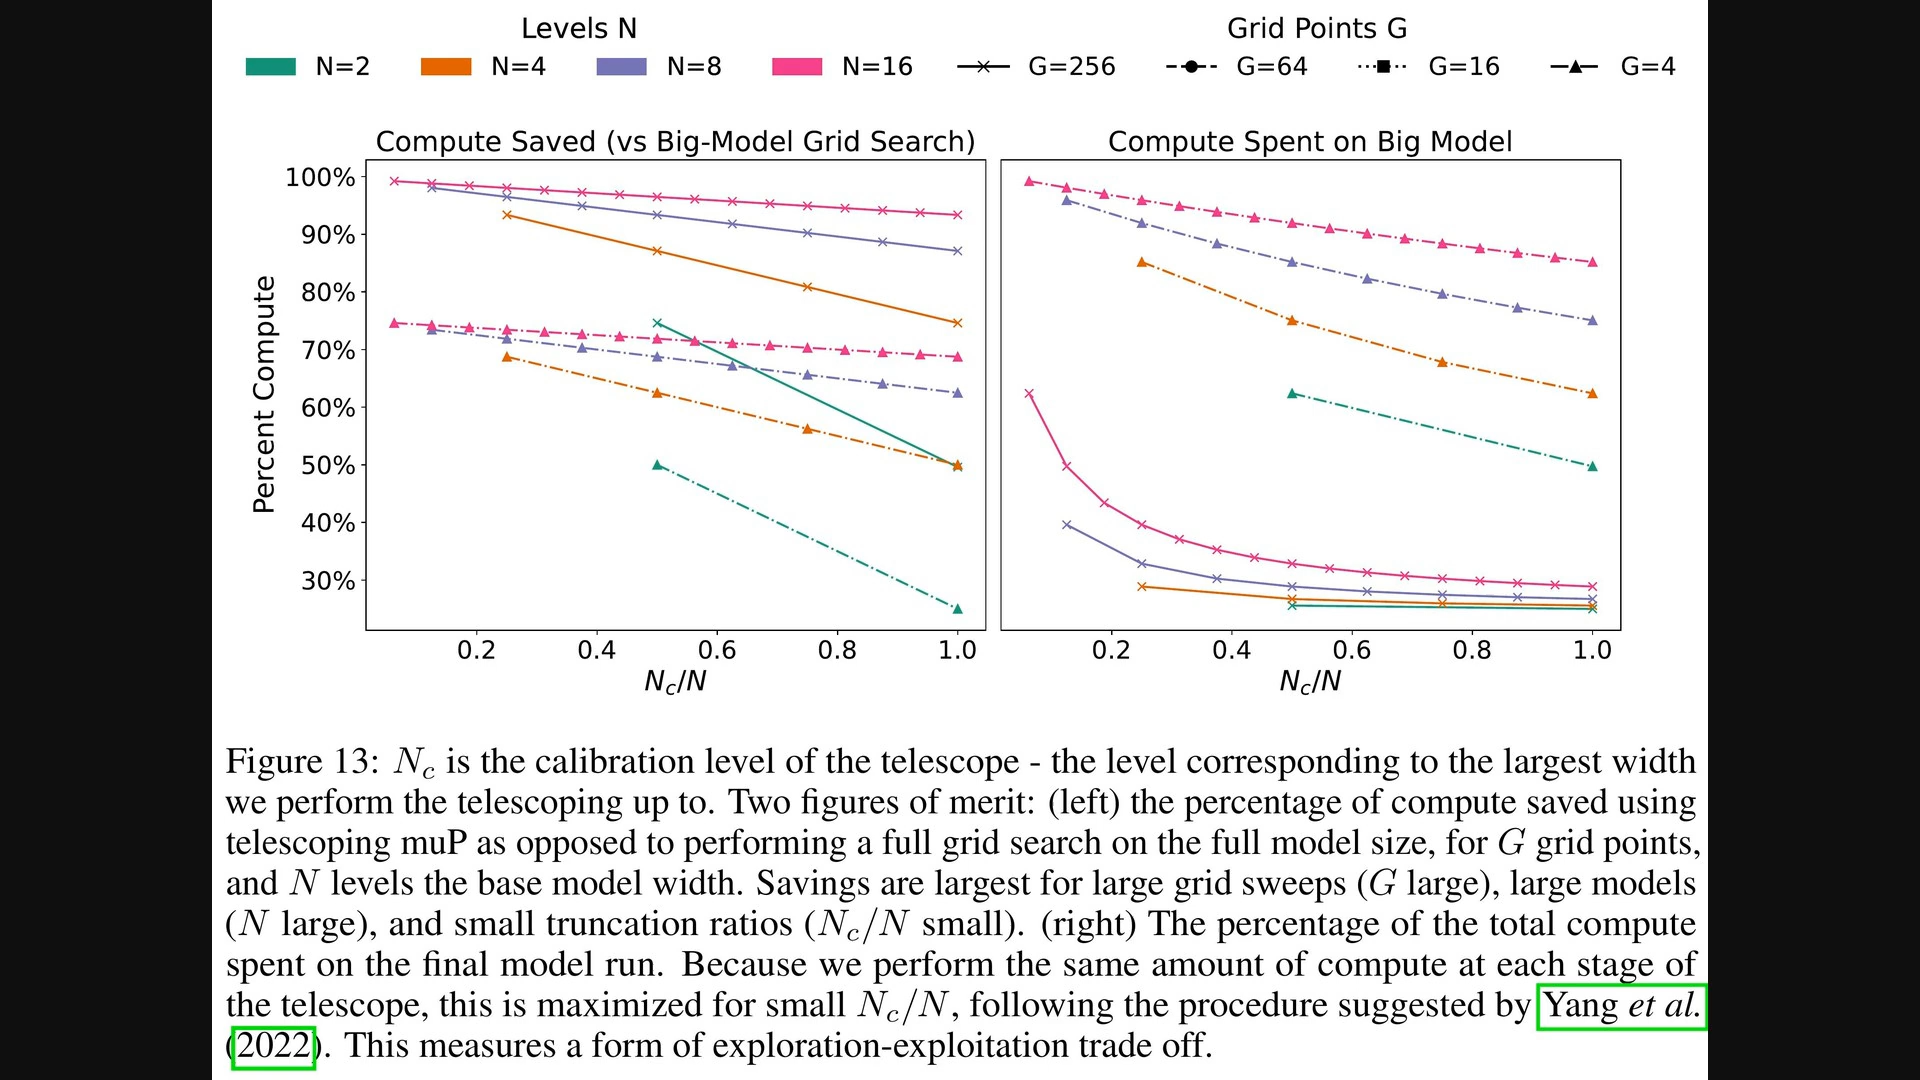 Levels N
Grid Points G
N=2 N=4 N=8 N=16 G=256 G=64 G=16 G=4
Compute Saved (vs Big-Model Grid Search)
Compute Spent on Big Model
Percent Compute
100%
90%
80%
70%
60%
50%
40%
30%
0.2 0.4 0.6 0.8 1.0
0.2 0.4 0.6 0.8 1.0
N_c/N
N_c/N
Figure 13: N_c is the calibration level of the telescope - the level corresponding to the largest width
we perform the telescoping up to. Two figures of merit: (left) the percentage of compute saved using
telescoping muP as opposed to performing a full grid search on the full model size, for G grid points,
and N levels the base model width. Savings are largest for large grid sweeps (G large), large models
(N large), and small truncation ratios (N_c/N small). (right) The percentage of the total compute
spent on the final model run. Because we perform the same amount of compute at each stage of
the telescope, this is maximized for small N_c/N, following the procedure suggested by Yang et al.
(2022). This measures a form of exploration-exploitation trade off.